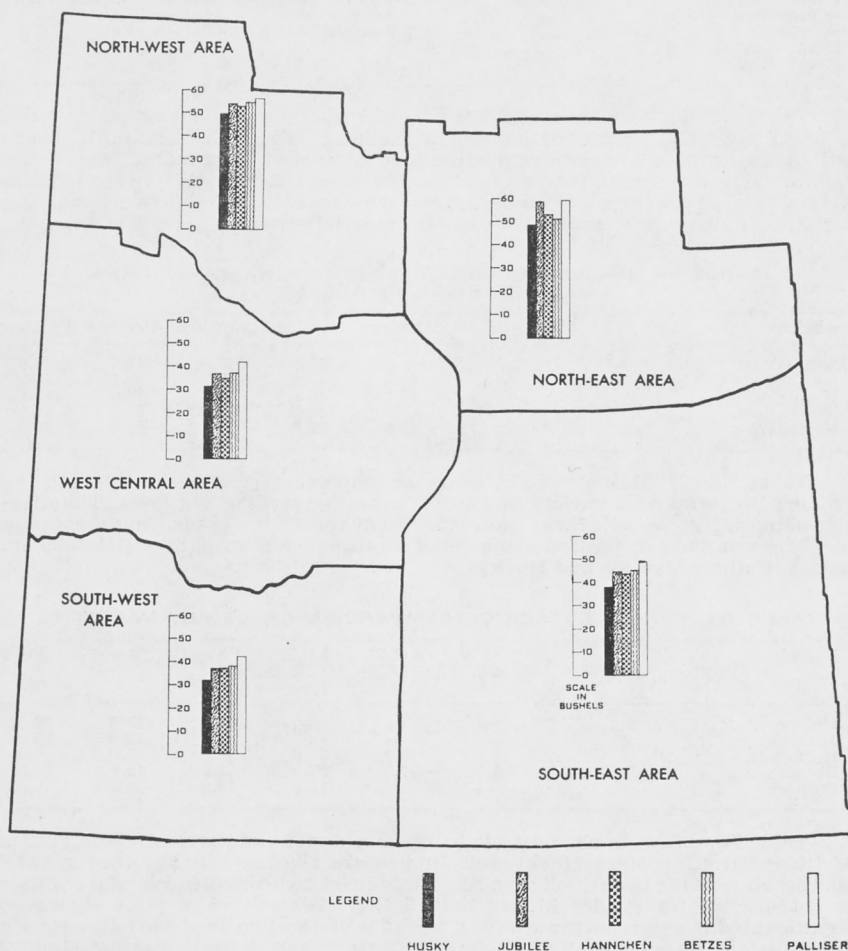 NORTH-WEST AREA
60
50
40
30
20
10
0
60
50
40
30
20
10
0
NORTH-EAST AREA
60
50
40
30
20
10
0
WEST CENTRAL AREA
60
50
40
30
20
10
0
SCALE
IN
BUSHELS
SOUTH-WEST
AREA
60
50
40
30
20
10
0
SOUTH-EAST AREA
LEGEND
HUSKY
JUBILEE
HANNCHEN
BETZES
PALLISER